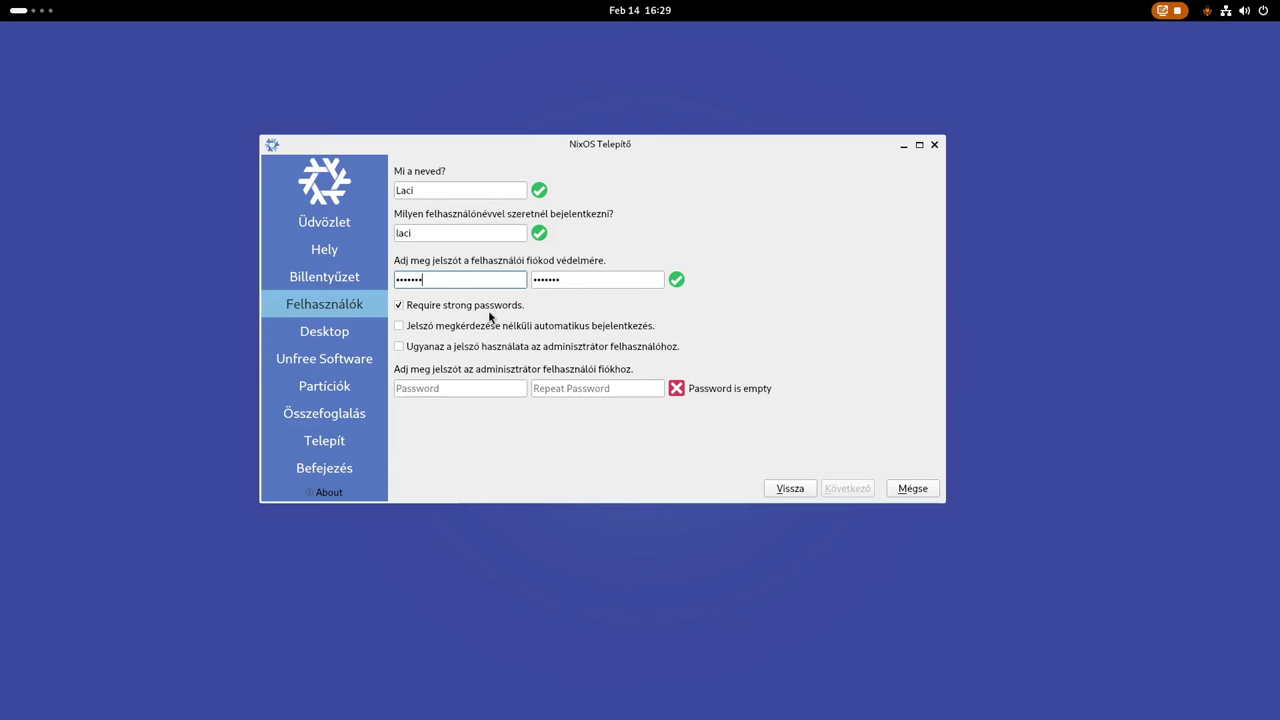 Feb 14 16:29
NixOS Telepítő
Üdvözlet
Hely
Billentyűzet
Felhasználók
Desktop
Unfree Software
Partíciók
Összefoglalás
Telepít
Befejezés
About
Mi a neved?
Laci
Milyen felhasználónévvel szeretnél bejelentkezni?
laci
Adj meg jelszót a felhasználói fiókod védelmére.
••••••• •••••••
Require strong passwords.
Jelszó megkérdezése nélküli automatikus bejelentkezés.
Ugyanaz a jelszó használata az adminisztrátor felhasználóhoz.
Adj meg jelszót az adminisztrátor felhasználói fiókhoz.
Password Repeat Password Password is empty
Vissza Következő Mégse